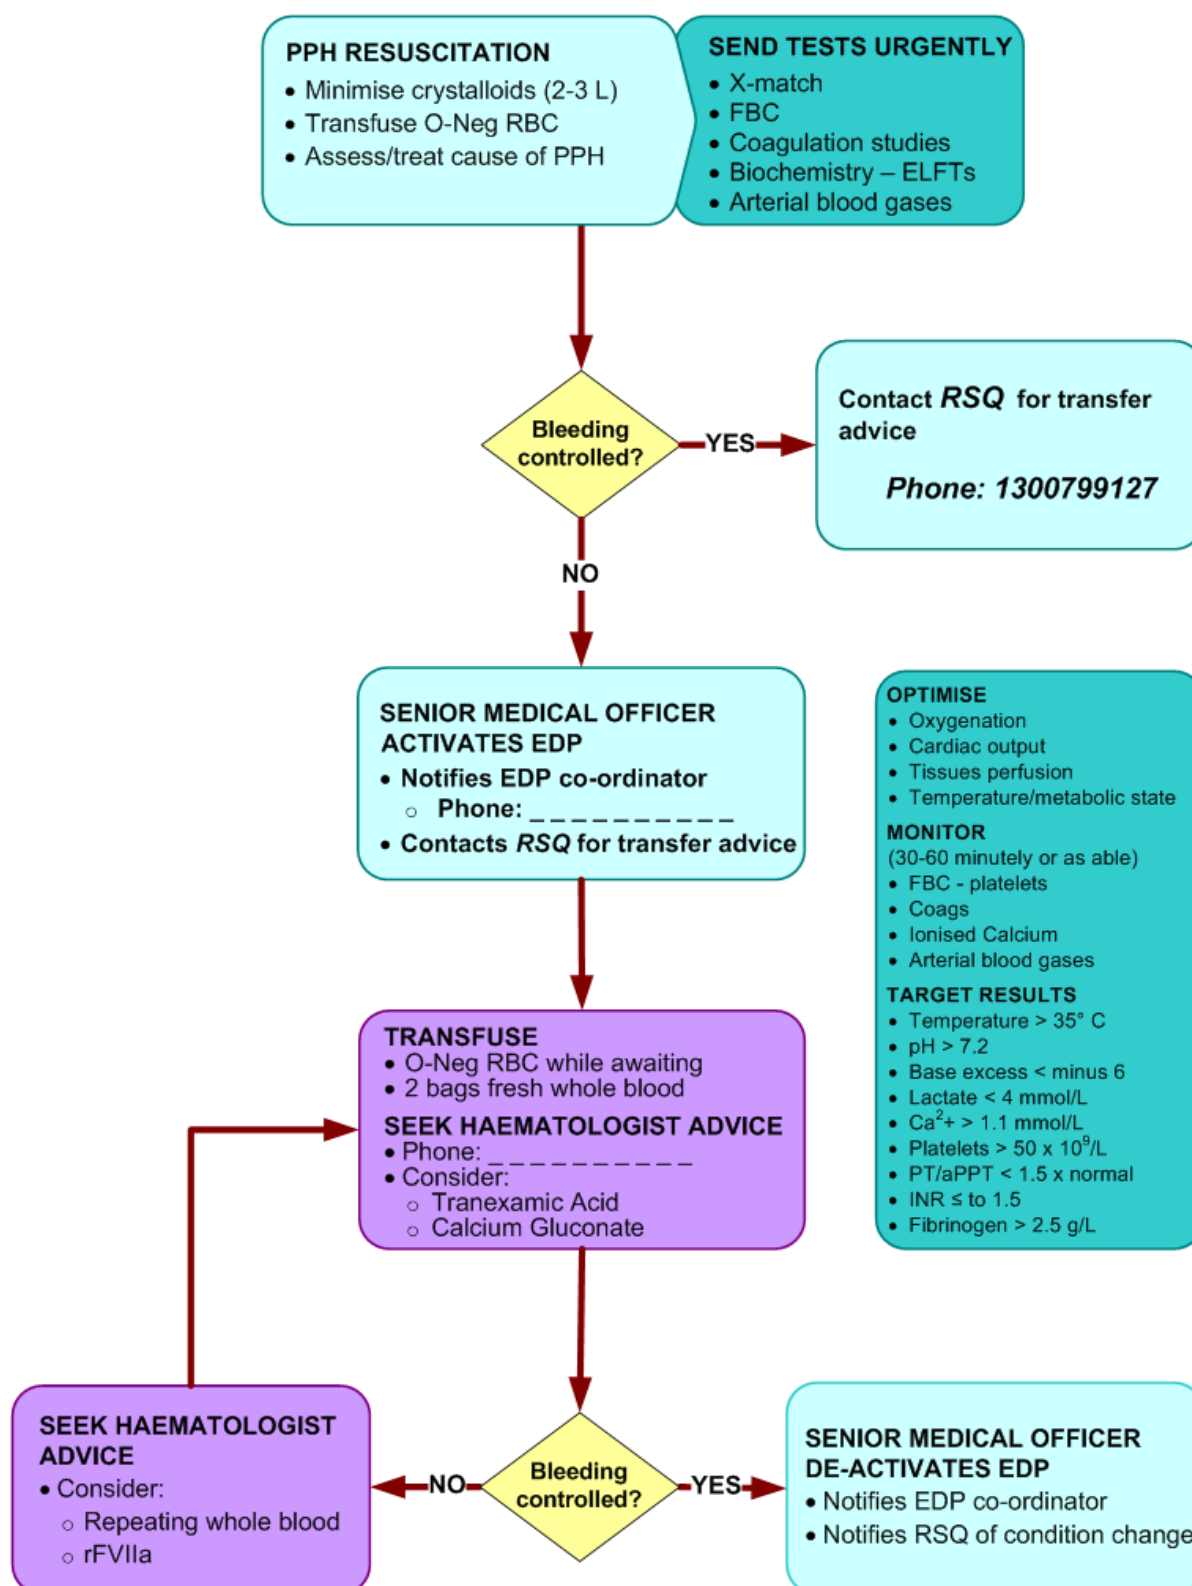 PPH RESUSCITATION
• Minimise crystalloids (2-3 L)
• Transfuse O-Neg RBC
• Assess/treat cause of PPH
SEND TESTS URGENTLY
• X-match
• FBC
• Coagulation studies
• Biochemistry – ELFTs
• Arterial blood gases
Bleeding
controlled?
YES
Contact RSQ for transfer
advice
Phone: 1300799127
NO
SENIOR MEDICAL OFFICER
ACTIVATES EDP
• Notifies EDP co-ordinator
o Phone: _ _ _ _ _ _ _ _ _ _
• Contacts RSQ for transfer advice
OPTIMISE
• Oxygenation
• Cardiac output
• Tissues perfusion
• Temperature/metabolic state
MONITOR
(30-60 minutely or as able)
• FBC - platelets
• Coags
• Ionised Calcium
• Arterial blood gases
TARGET RESULTS
• Temperature > 35° C
• pH > 7.2
• Base excess < minus 6
• Lactate < 4 mmol/L
• Ca²+ > 1.1 mmol/L
• Platelets > 50 x 10⁹/L
• PT/aPPT < 1.5 x normal
• INR ≤ to 1.5
• Fibrinogen > 2.5 g/L
TRANSFUSE
• O-Neg RBC while awaiting
• 2 bags fresh whole blood
SEEK HAEMATOLOGIST ADVICE
• Phone: _ _ _ _ _ _ _ _ _ _
• Consider:
o Tranexamic Acid
o Calcium Gluconate
SEEK HAEMATOLOGIST
ADVICE
• Consider:
o Repeating whole blood
o rFVIIa
NO
Bleeding
controlled?
YES
SENIOR MEDICAL OFFICER
DE-ACTIVATES EDP
• Notifies EDP co-ordinator
• Notifies RSQ of condition change